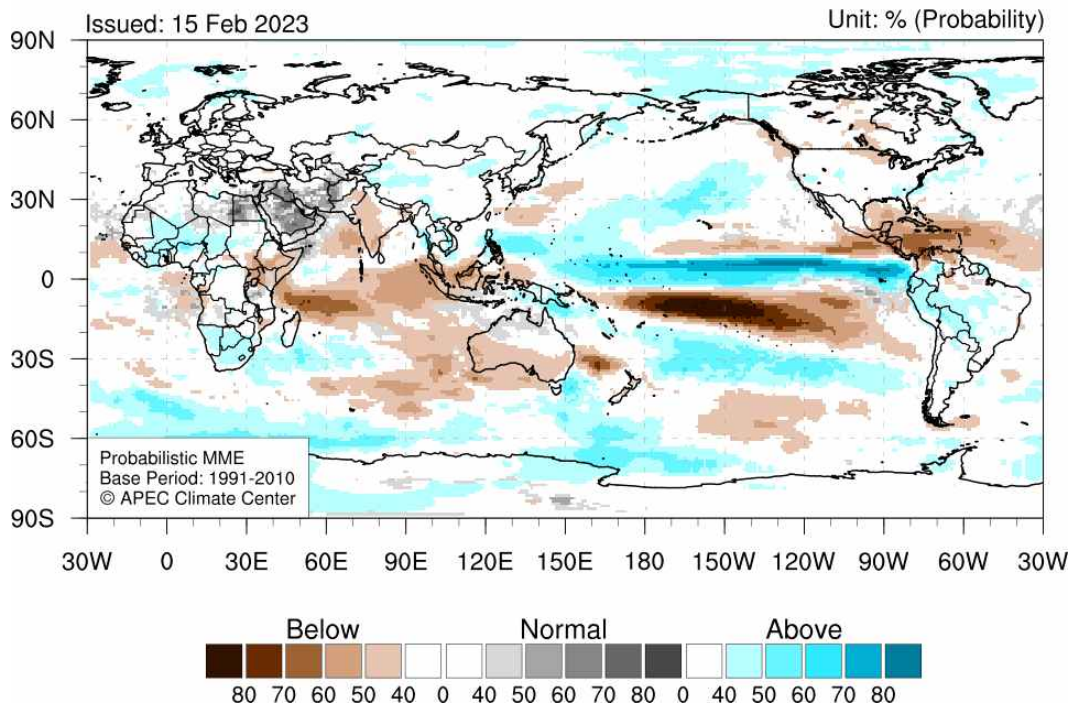 Issued: 15 Feb 2023 Unit: % (Probability)
90N
60N
30N
0
30S
60S
90S
Probabilistic MME
Base Period: 1991-2010
© APEC Climate Center
30W 0 30E 60E 90E 120E 150E 180 150W 120W 90W 60W 30W
Below Normal Above
80 70 60 50 40 0 40 50 60 70 80 0 40 50 60 70 80